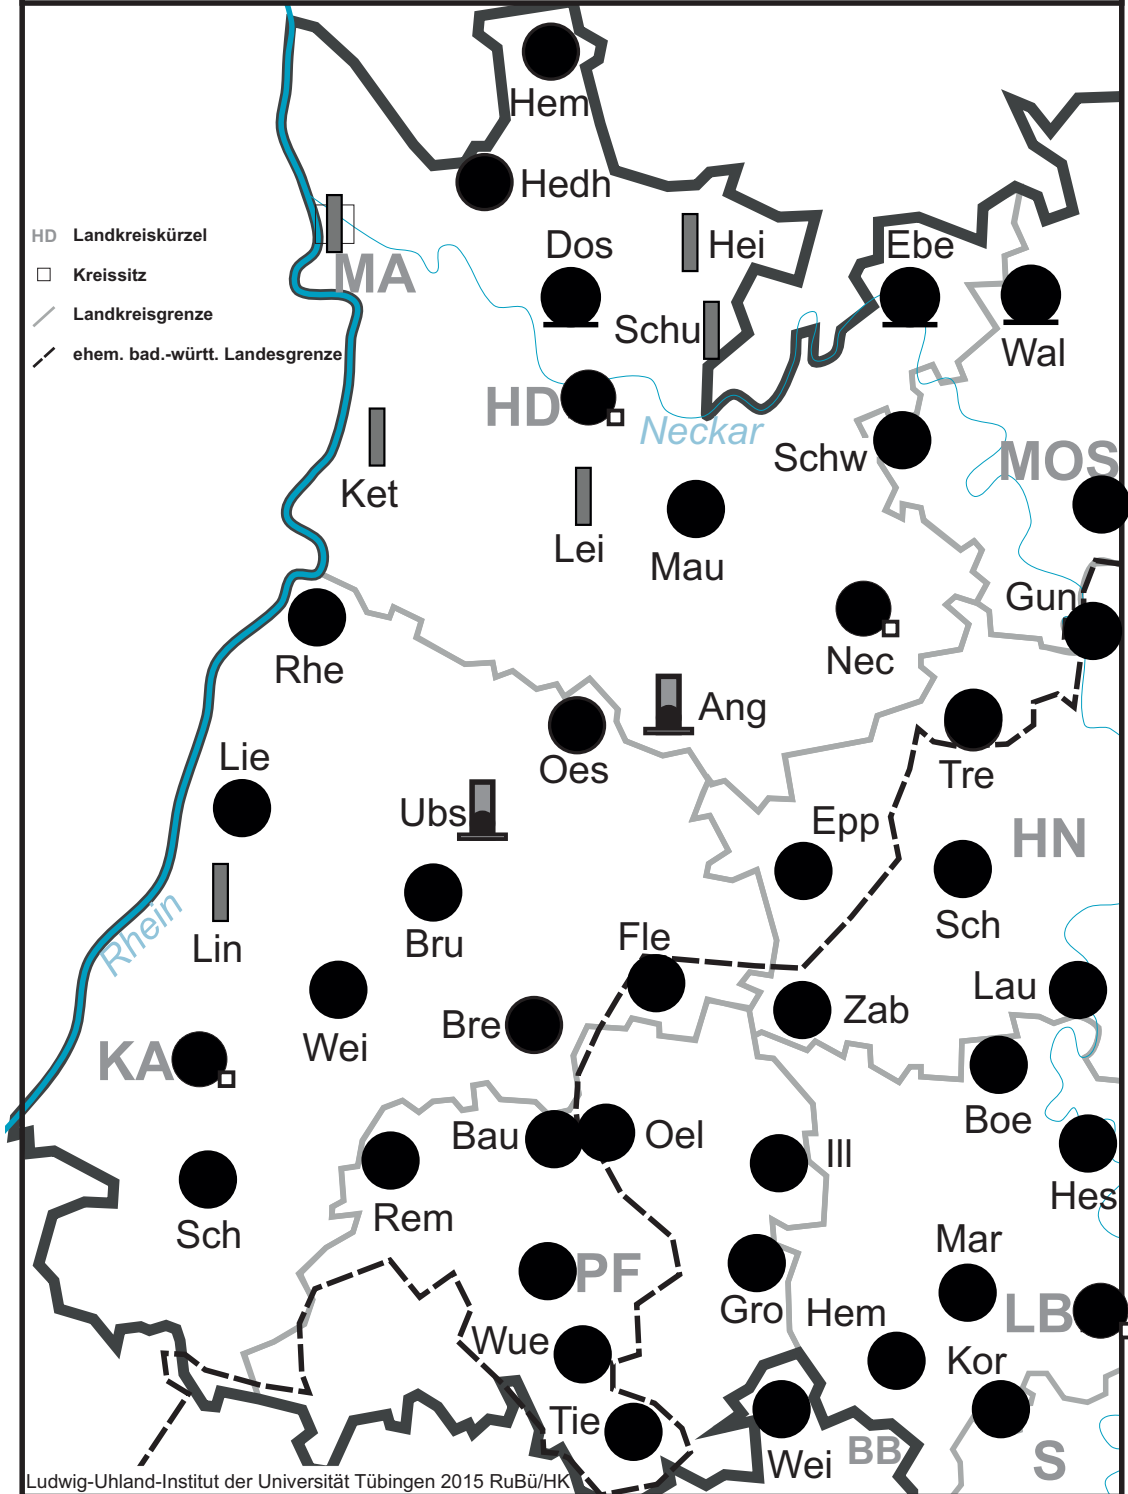 Hem
Hedh
HD Landkreiskürzel
Kreissitz
Landkreisgrenze
ehem. bad.-württ. Landesgrenze
MA
Dos
Hei
Ebe
Schu
Wal
HD
Neckar
Schw
MOS
Ket
Lei
Mau
Gun
Rhe
Nec
Ang
Oes
Lie
Tre
Ubs
Epp
HN
Rhein
Lin
Bru
Fle
Sch
Lau
Zab
Wei
Bre
KA
Boe
Bau
Oel
Ill
Hes
Rem
Sch
Mar
PF
Gro
Hem
LB
Wue
Kor
Tie
Wei
BB
S
Ludwig-Uhland-Institut der Universität Tübingen 2015 RuBü/HK